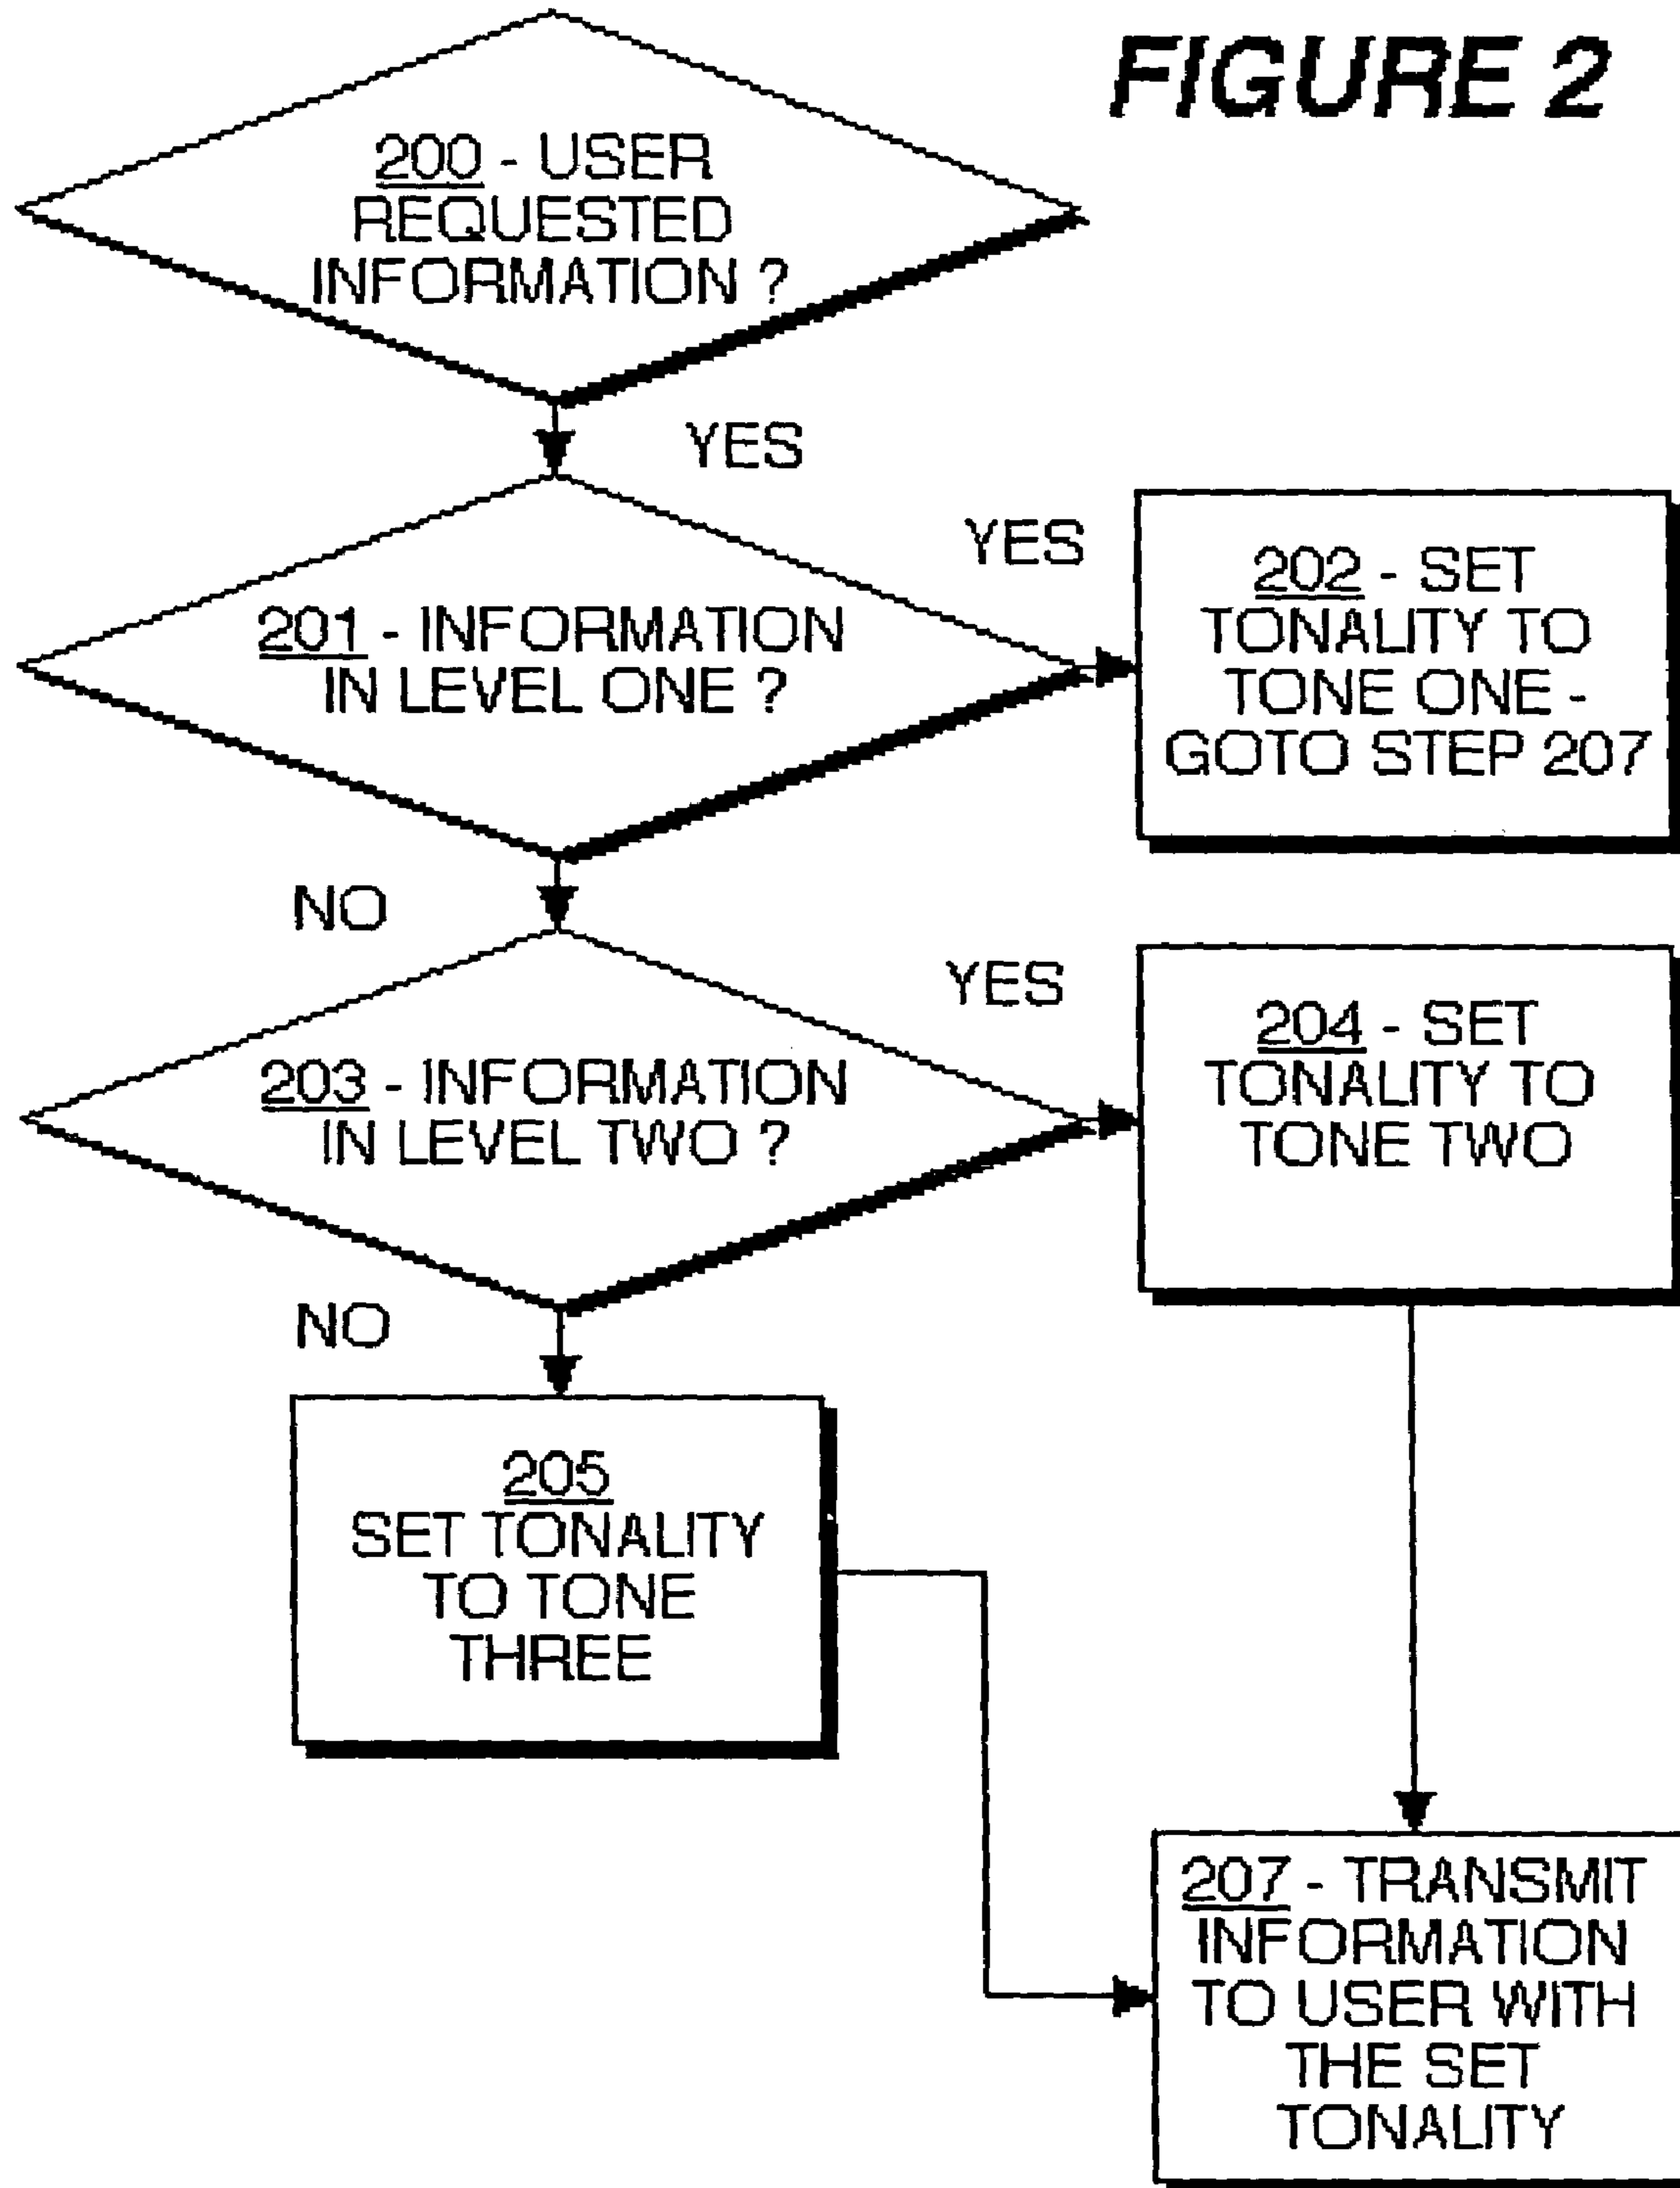 FIGURE 2
200 - USER
REQUESTED
INFORMATION ?
YES
201 - INFORMATION
IN LEVEL ONE ?
YES
202 - SET
TONALITY TO
TONE ONE -
GOTO STEP 207
NO
203 - INFORMATION
IN LEVEL TWO ?
YES
204 - SET
TONALITY TO
TONE TWO
NO
205
SET TONALITY
TO TONE
THREE
207 - TRANSMIT
INFORMATION
TO USER WITH
THE SET
TONALITY